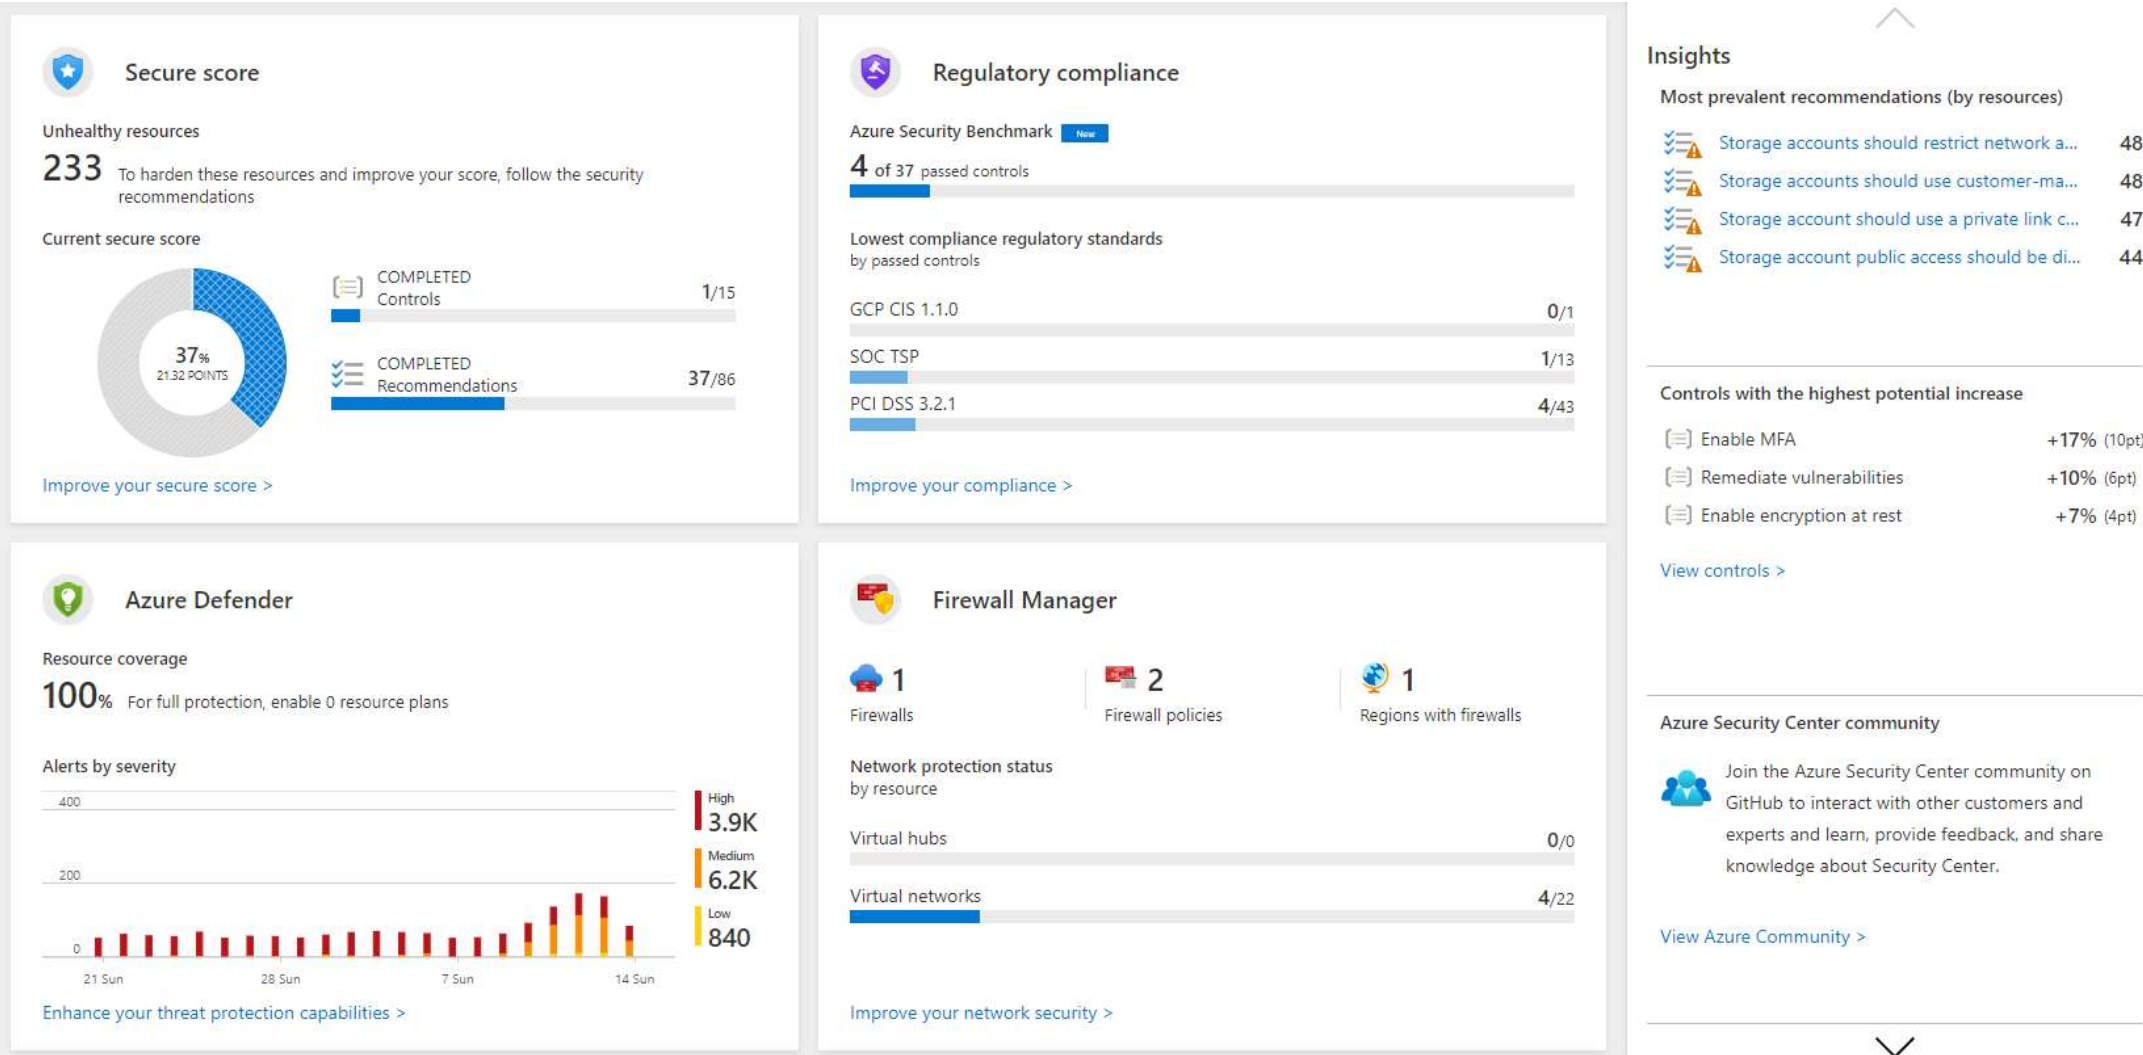 Secure score
Unhealthy resources
233 To harden these resources and improve your score, follow the security
recommendations
Current secure score
37%
21.32 POINTS
COMPLETED
Controls
1/15
COMPLETED
Recommendations
37/86
Improve your secure score >
Regulatory compliance
Azure Security Benchmark New
4 of 37 passed controls
Lowest compliance regulatory standards
by passed controls
GCP CIS 1.1.0 0/1
SOC TSP 1/13
PCI DSS 3.2.1 4/43
Improve your compliance >
Azure Defender
Resource coverage
100% For full protection, enable 0 resource plans
Alerts by severity
400
200
0
21 Sun 28 Sun 7 Sun 14 Sun
High
3.9K
Medium
6.2K
Low
840
Enhance your threat protection capabilities >
Firewall Manager
1
Firewalls
2
Firewall policies
1
Regions with firewalls
Network protection status
by resource
Virtual hubs 0/0
Virtual networks 4/22
Improve your network security >
Insights
Most prevalent recommendations (by resources)
Storage accounts should restrict network a... 48
Storage accounts should use customer-ma... 48
Storage account should use a private link c... 47
Storage account public access should be di... 44
Controls with the highest potential increase
Enable MFA +17% (10pt)
Remediate vulnerabilities +10% (6pt)
Enable encryption at rest +7% (4pt)
View controls >
Azure Security Center community
Join the Azure Security Center community on
GitHub to interact with other customers and
experts and learn, provide feedback, and share
knowledge about Security Center.
View Azure Community >